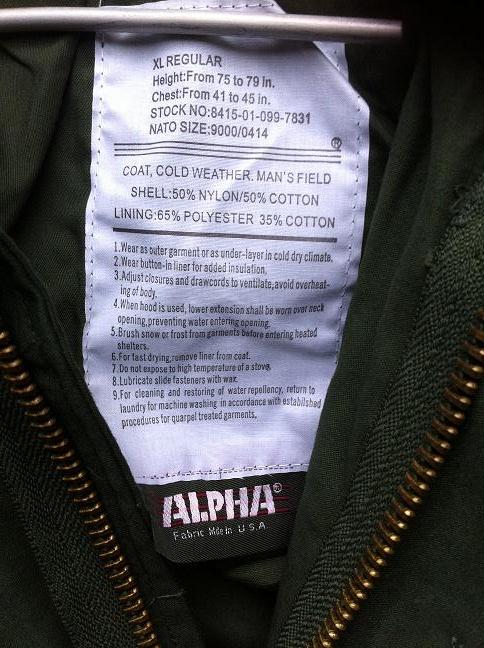 XL REGULAR
Height:From 75 to 79 in.
Chest:From 41 to 45 in.
STOCK NO:8415-01-099-7831
NATO SIZE:9000/0414
®
COAT, COLD WEATHER. MAN'S FIELD
SHELL:50% NYLON/50% COTTON
LINING:65% POLYESTER 35% COTTON
1.Wear as outer garment or as under-layer in cold dry climate.
2.Wear button-in liner for added insulation.
3.Adjust closures and drawcords to ventilate,avoid overheat-
ing of body.
4.When hood is used, lower extension shall be worn over neck
opening,preventing water entering opening.
5.Brush snow or frost from garments before entering heated
shelters.
6.For fast drying,remove liner from coat.
7.Do not expose to high temperature of a stove.
8.Lubricate slide fasteners with wax.
9.For cleaning and restoring of water repellency, return to
laundry for machine washing in accordance with established
procedures for quarpel treated garments.
ALPHA®
Fabric Mde in U.S.A